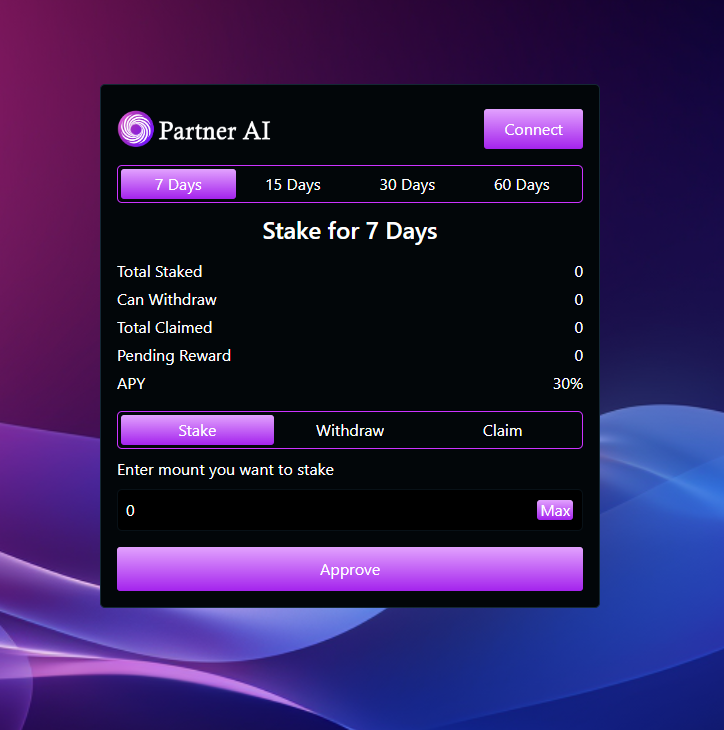 Partner AI
Connect
7 Days 15 Days 30 Days 60 Days
Stake for 7 Days
Total Staked 0
Can Withdraw 0
Total Claimed 0
Pending Reward 0
APY 30%
Stake Withdraw Claim
Enter mount you want to stake
0 Max
Approve